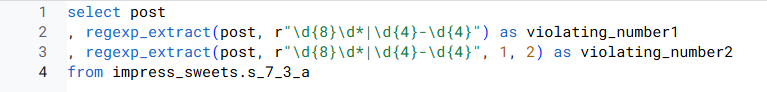 1 select post
2 , regexp_extract(post, r"\d{8}\d*|\d{4}-\d{4}") as violating_number1
3 , regexp_extract(post, r"\d{8}\d*|\d{4}-\d{4}", 1, 2) as violating_number2
4 from impress_sweets.s_7_3_a